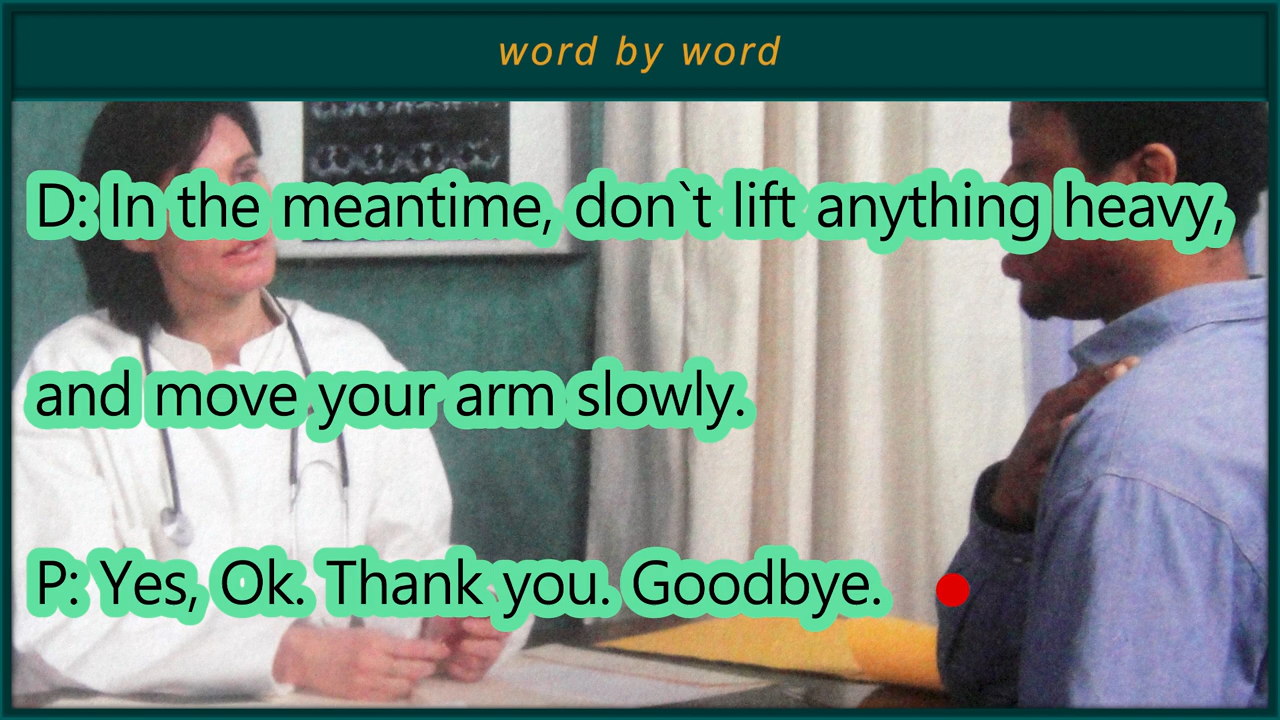 word by word
D: In the meantime, don`t lift anything heavy,
and move your arm slowly.
P: Yes, Ok. Thank you. Goodbye.